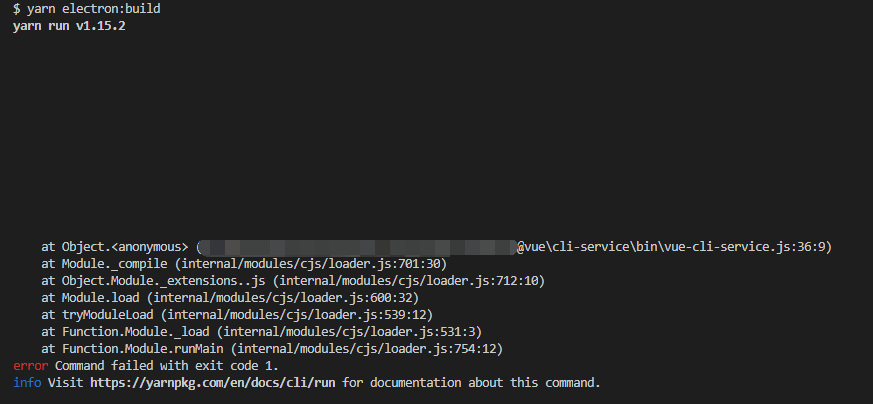 $ yarn electron:build
yarn run v1.15.2
at Object.<anonymous> (@vue\cli-service\bin\vue-cli-service.js:36:9)
at Module._compile (internal/modules/cjs/loader.js:701:30)
at Object.Module._extensions..js (internal/modules/cjs/loader.js:712:10)
at Module.load (internal/modules/cjs/loader.js:600:32)
at tryModuleLoad (internal/modules/cjs/loader.js:539:12)
at Function.Module._load (internal/modules/cjs/loader.js:531:3)
at Function.Module.runMain (internal/modules/cjs/loader.js:754:12)
error Command failed with exit code 1.
info Visit https://yarnpkg.com/en/docs/cli/run for documentation about this command.